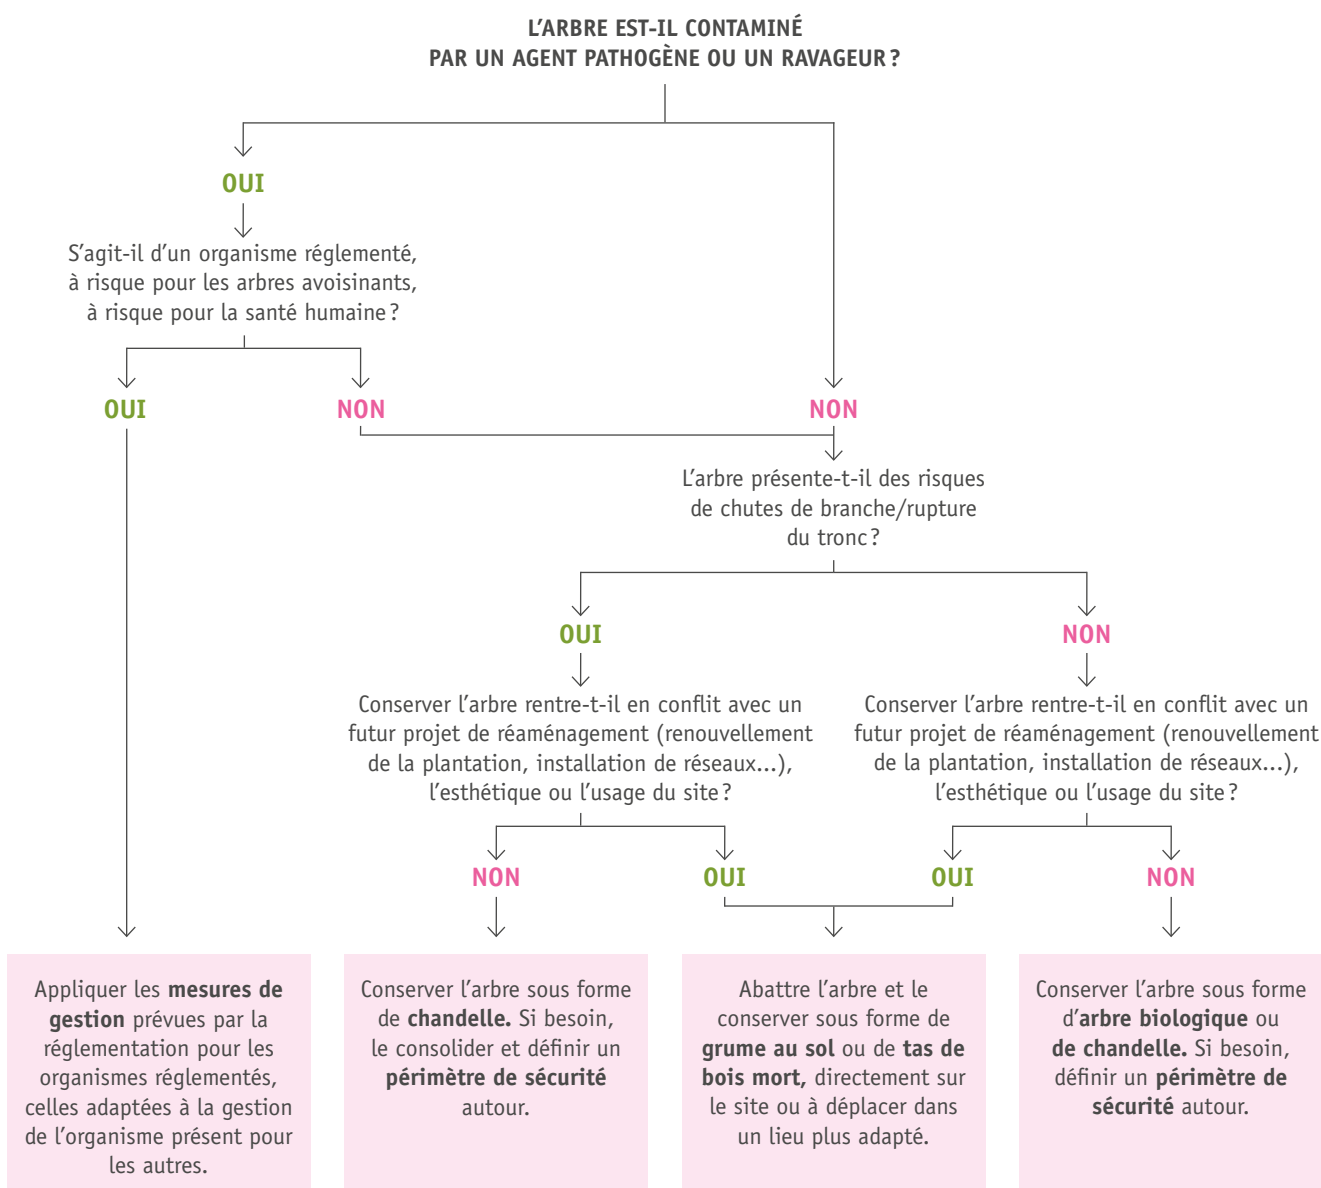 L’ARBRE EST-IL CONTAMINÉ
PAR UN AGENT PATHOGÈNE OU UN RAVAGEUR ?
OUI
S’agit-il d’un organisme réglementé,
à risque pour les arbres avoisinants,
à risque pour la santé humaine ?
OUI
NON
NON
L’arbre présente-t-il des risques
de chutes de branche/rupture
du tronc ?
OUI
NON
Conserver l’arbre rentre-t-il en conflit avec un
futur projet de réaménagement (renouvellement
de la plantation, installation de réseaux…),
l’esthétique ou l’usage du site ?
Conserver l’arbre rentre-t-il en conflit avec un
futur projet de réaménagement (renouvellement
de la plantation, installation de réseaux…),
l’esthétique ou l’usage du site ?
NON
OUI
OUI
NON
Appliquer les mesures de
gestion prévues par la
réglementation pour les
organismes réglementés,
celles adaptées à la gestion
de l’organisme présent pour
les autres.
Conserver l’arbre sous forme
de chandelle. Si besoin,
le consolider et définir un
périmètre de sécurité
autour.
Abattre l’arbre et le
conserver sous forme de
grume au sol ou de tas de
bois mort, directement sur
le site ou à déplacer dans
un lieu plus adapté.
Conserver l’arbre sous forme
d’arbre biologique ou
de chandelle. Si besoin,
définir un périmètre de
sécurité autour.